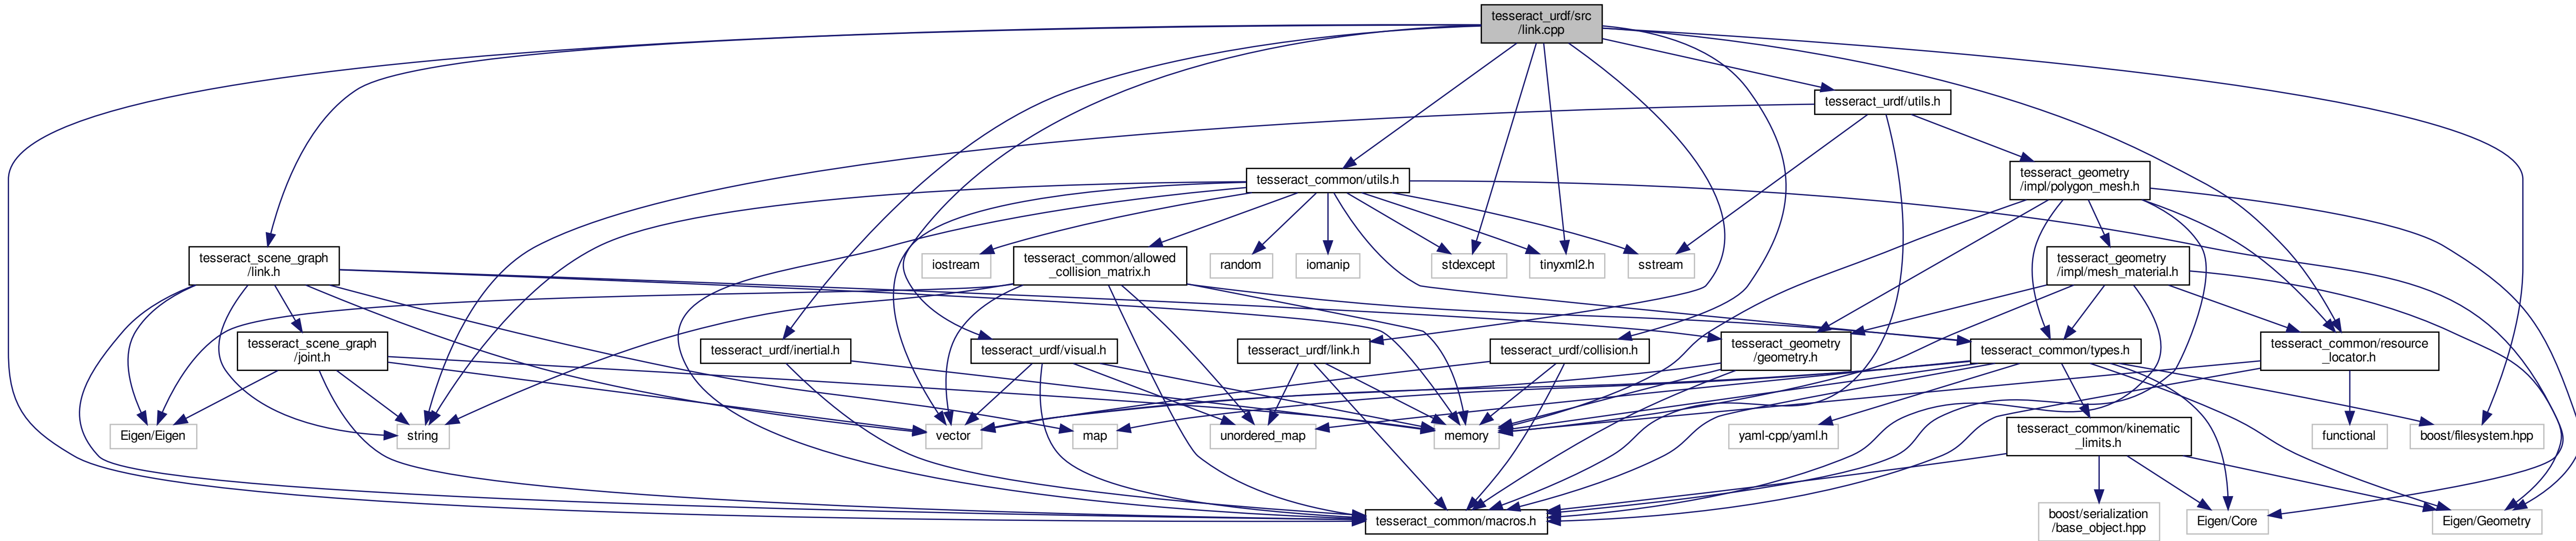 tesseract_urdf/src
/link.cpp
tesseract_urdf/utils.h
tesseract_common/utils.h
tesseract_geometry
/impl/polygon_mesh.h
tesseract_scene_graph
/link.h
iostream
tesseract_common/allowed
_collision_matrix.h
random
iomanip
stdexcept
tinyxml2.h
sstream
tesseract_geometry
/impl/mesh_material.h
tesseract_scene_graph
/joint.h
tesseract_urdf/inertial.h
tesseract_urdf/visual.h
tesseract_urdf/link.h
tesseract_urdf/collision.h
tesseract_geometry
/geometry.h
tesseract_common/types.h
tesseract_common/resource
_locator.h
Eigen/Eigen
string
vector
map
unordered_map
memory
yaml-cpp/yaml.h
tesseract_common/kinematic
_limits.h
functional
boost/filesystem.hpp
tesseract_common/macros.h
boost/serialization
/base_object.hpp
Eigen/Core
Eigen/Geometry